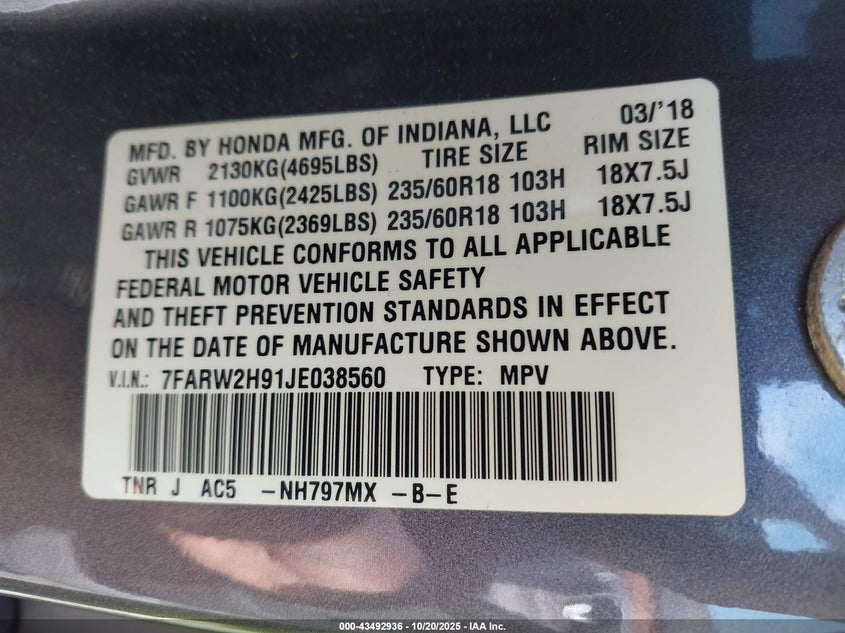 03/'18
MFD. BY HONDA MFG. OF INDIANA, LLC
GVWR 2130KG(4695LBS) TIRE SIZE RIM SIZE
GAWR F 1100KG(2425LBS) 235/60R18 103H 18X7.5J
GAWR R 1075KG(2369LBS) 235/60R18 103H 18X7.5J
THIS VEHICLE CONFORMS TO ALL APPLICABLE
FEDERAL MOTOR VEHICLE SAFETY
AND THEFT PREVENTION STANDARDS IN EFFECT
ON THE DATE OF MANUFACTURE SHOWN ABOVE.
V.I.N.: 7FARW2H91JE038560 TYPE: MPV
TNR J AC5 -NH797MX -B-E
000-43492936 - 10/20/2025 - IAA Inc.